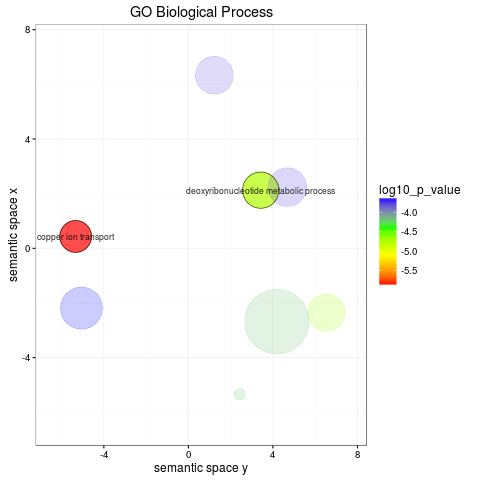 GO Biological Process
8
4
0
-4
semantic space x
deoxyribonucleotide metabolic process
copper ion transport
-4
0
4
8
semantic space y
log10_p_value
-4.0
-4.5
-5.0
-5.5